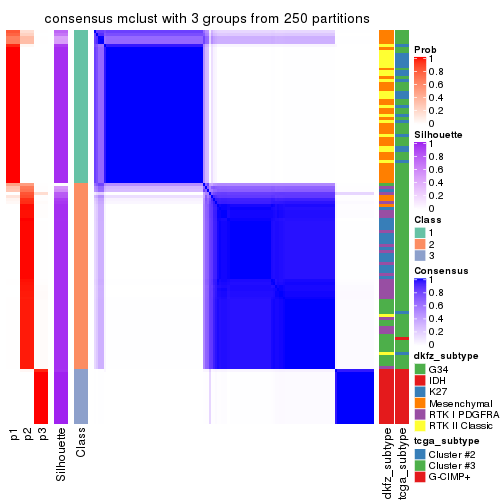 consensus mclust with 3 groups from 250 partitions
Prob
1
0.8
0.6
0.4
0.2
0
Silhouette
1
0.8
0.6
0.4
0.2
0
Class
1
2
3
Consensus
1
0.8
0.6
0.4
0.2
0
dkfz_subtype
G34
IDH
K27
Mesenchymal
RTK I PDGFRA
RTK II Classic
tcga_subtype
Cluster #2
Cluster #3
G-CIMP+
p1
p2
p3
Silhouette
Class
dkfz_subtype
tcga_subtype